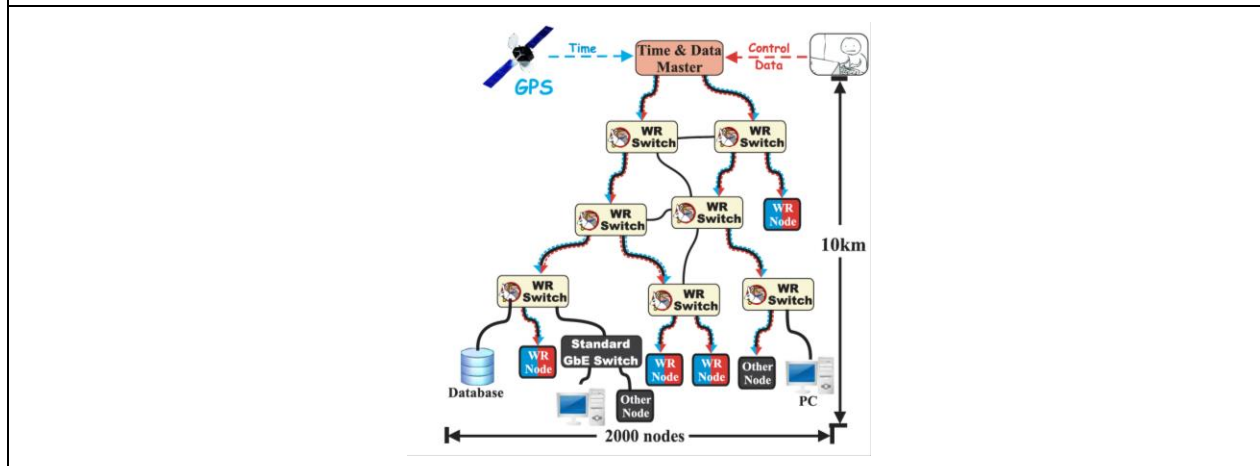 Time
Time & Data
Master
Control
Data
GPS
WR
Switch
WR
Switch
WR
Switch
WR
Switch
WR
Node
10km
WR
Switch
WR
Switch
WR
Switch
WR
Node
Standard
GbE Switch
WR
Node
WR
Node
Other
Node
Database
Other
Node
PC
2000 nodes